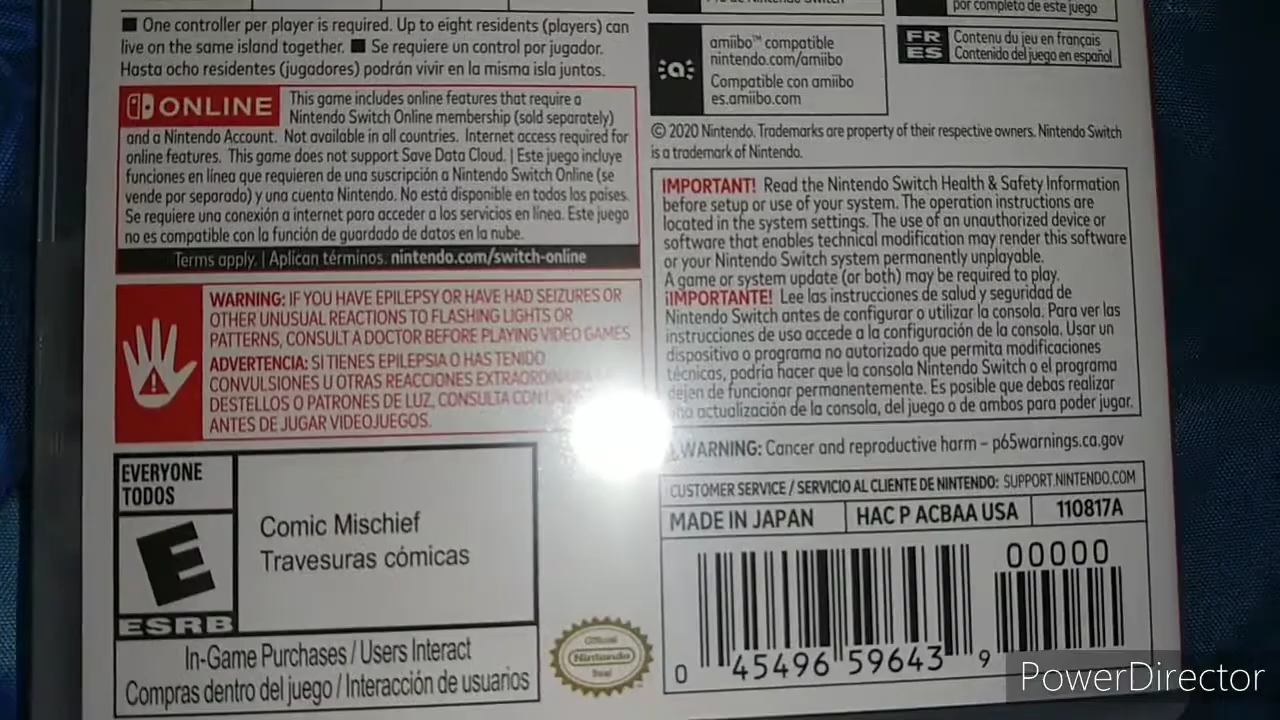 ■ One controller per player is required. Up to eight residents (players) can
live on the same island together. ■ Se requiere un control por jugador.
Hasta ocho residentes (jugadores) podrán vivir en la misma isla juntos.
ONLINE
This game includes online features that require a
Nintendo Switch Online membership (sold separately)
and a Nintendo Account. Not available in all countries. Internet access required for
online features. This game does not support Save Data Cloud. | Este juego incluye
funciones en línea que requieren de una suscripción a Nintendo Switch Online (se
vende por separado) y una cuenta Nintendo. No está disponible en todos los países.
Se requiere una conexión a internet para acceder a los servicios en línea. Este juego
no es compatible con la función de guardado de datos en la nube.
Terms apply. | Aplican términos. nintendo.com/switch-online
WARNING: IF YOU HAVE EPILEPSY OR HAVE HAD SEIZURES OR
OTHER UNUSUAL REACTIONS TO FLASHING LIGHTS OR
PATTERNS, CONSULT A DOCTOR BEFORE PLAYING VIDEO GAMES.
ADVERTENCIA: SI TIENES EPILEPSIA O HAS TENIDO
CONVULSIONES U OTRAS REACCIONES
DESTELLOS O PATRONES DE LUZ, CONSULTA CON
ANTES DE JUGAR VIDEOJUEGOS.
EVERYONE
TODOS
E
ESRB
Comic Mischief
Travesuras cómicas
In-Game Purchases / Users Interact
Compras dentro del juego / Interacción de usuarios
Official
Nintendo
Seal
por completo de este juego
amiibo™ compatible
nintendo.com/amiibo
Compatible con amiibo
es.amiibo.com
FR Contenu du jeu en français
ES Contenido del juego en español
© 2020 Nintendo. Trademarks are property of their respective owners. Nintendo Switch
is a trademark of Nintendo.
IMPORTANT! Read the Nintendo Switch Health & Safety Information
before setup or use of your system. The operation instructions are
located in the system settings. The use of an unauthorized device or
software that enables technical modification may render this software
or your Nintendo Switch system permanently unplayable.
A game or system update (or both) may be required to play.
¡IMPORTANTE! Lee las instrucciones de salud y seguridad de
Nintendo Switch antes de configurar o utilizar la consola. Para ver las
instrucciones de uso accede a la configuración de la consola. Usar un
dispositivo o programa no autorizado que permita modificaciones
técnicas, podría hacer que la consola Nintendo Switch o el programa
dejen de funcionar permanentemente. Es posible que debas realizar
una actualización de la consola, del juego o de ambos para poder jugar.
WARNING: Cancer and reproductive harm – p65warnings.ca.gov
CUSTOMER SERVICE / SERVICIO AL CLIENTE DE NINTENDO: SUPPORT.NINTENDO.COM
MADE IN JAPAN HAC P ACBAA USA 110817A
00000
0 45496 59643 9
PowerDirector